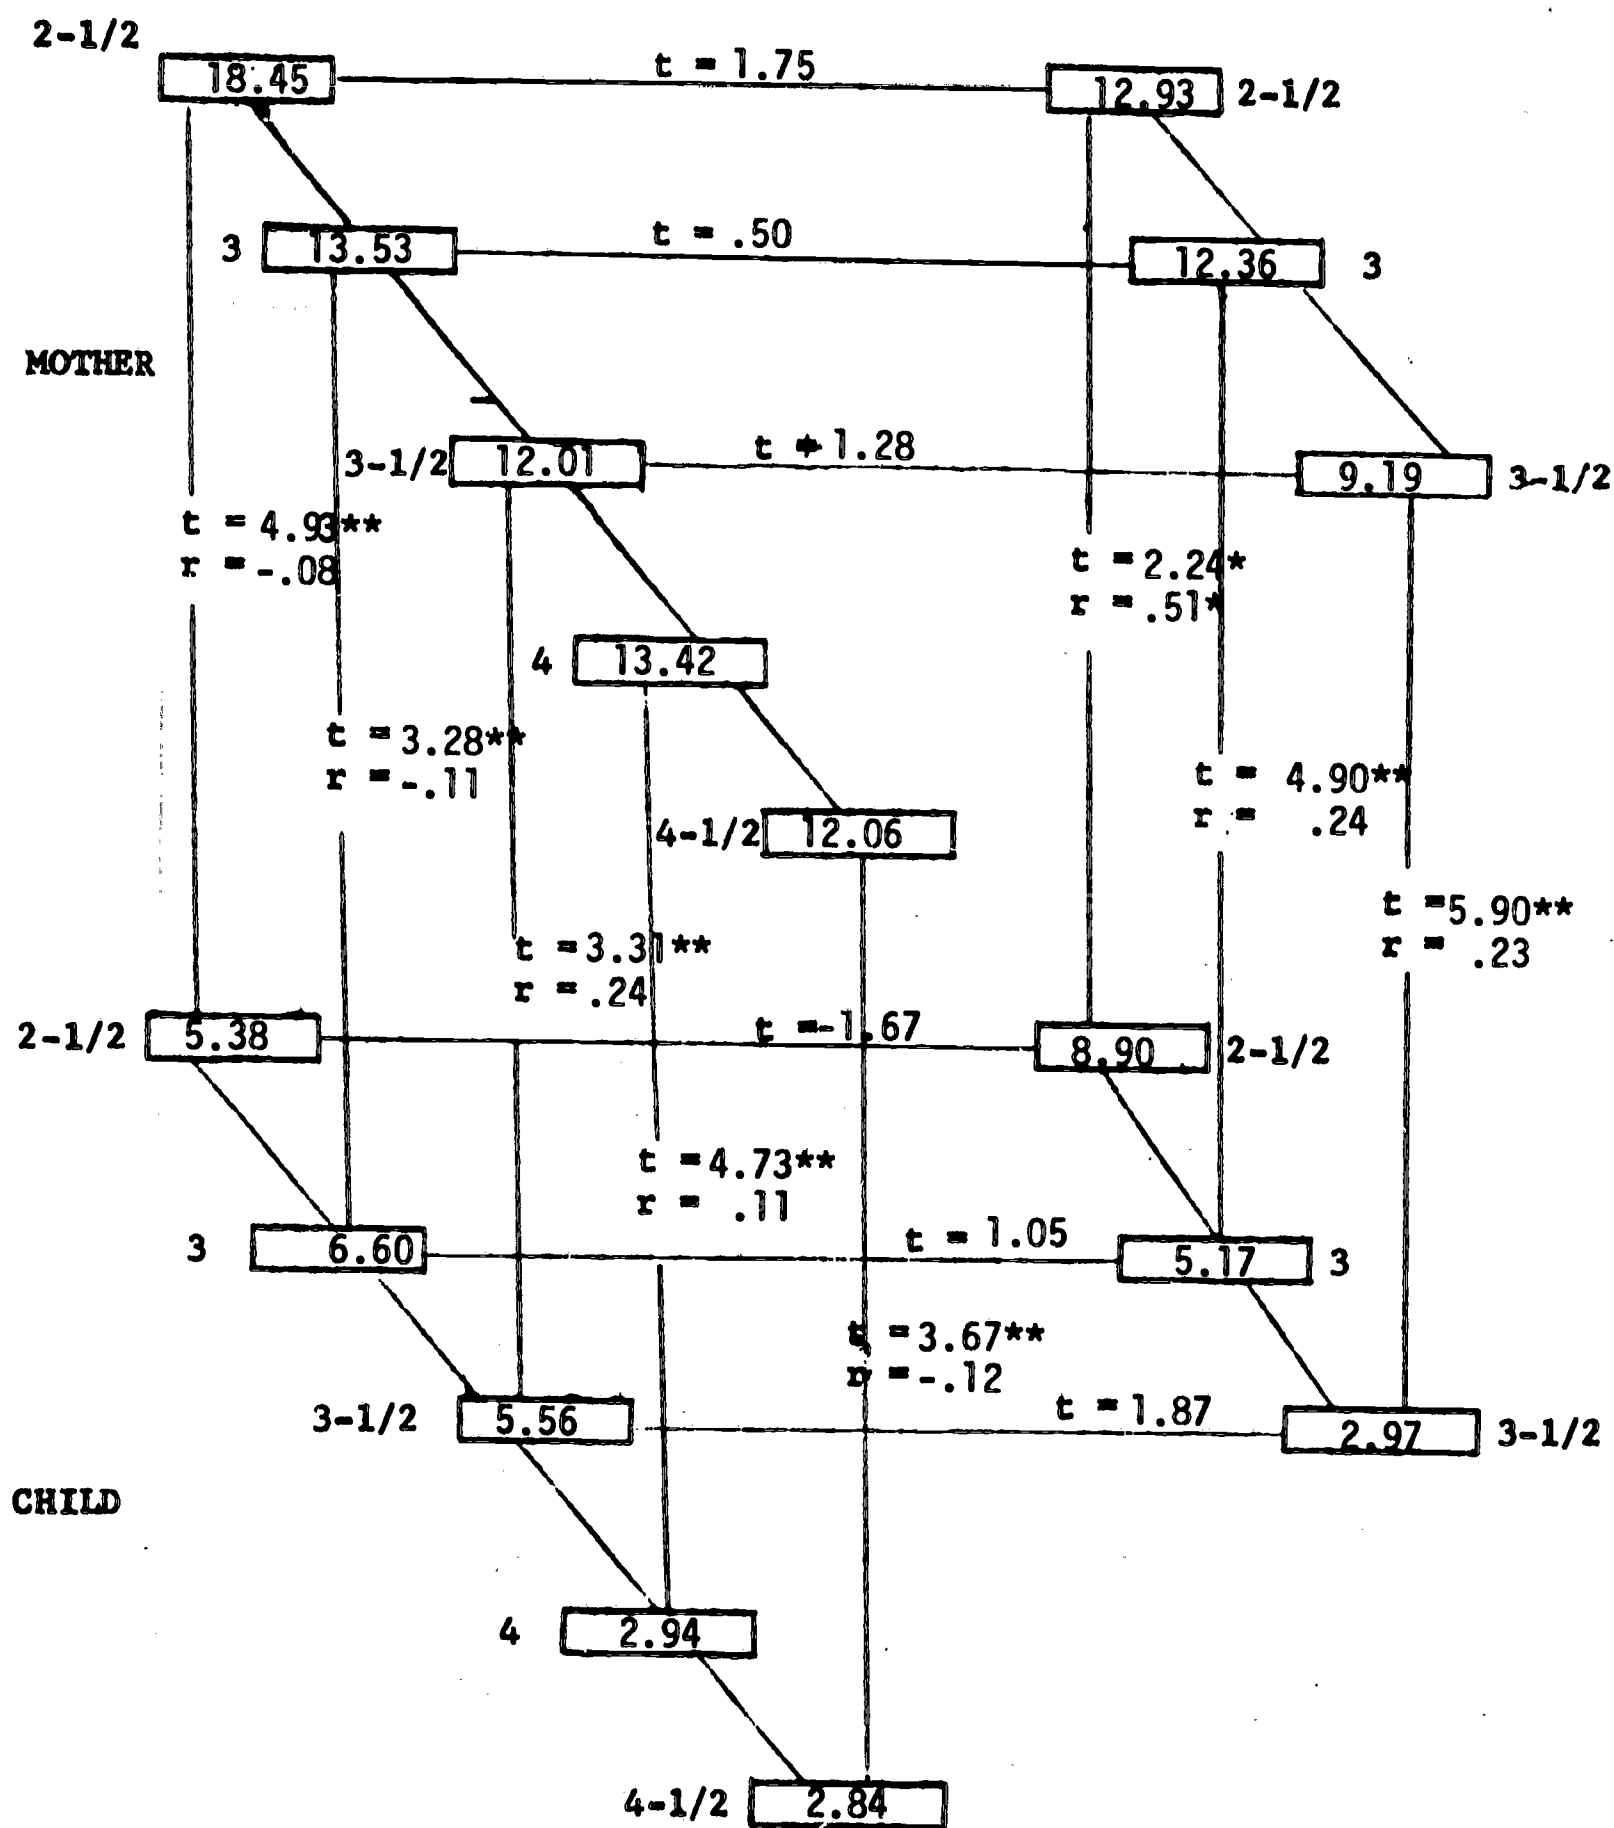 2-1/2
18.45
t = 1.75
12.93 2-1/2
3 13.53
t = .50
12.36 3
MOTHER
3-1/2 12.01
t = 1.28
9.19 3-1/2
t = 4.93**
r = -.08
t = 2.24*
r = .51*
4 13.42
t = 3.28**
r = -.11
t = 4.90**
r = .24
4-1/2 12.06
t = 5.90**
r = .23
t = 3.31**
r = .24
2-1/2 5.38
t = -1.67
8.90 2-1/2
t = 4.73**
r = .11
3 6.60
t = 1.05
5.17 3
t = 3.67**
r = -.12
3-1/2 5.56
t = 1.87
2.97 3-1/2
CHILD
4 2.94
4-1/2 2.84